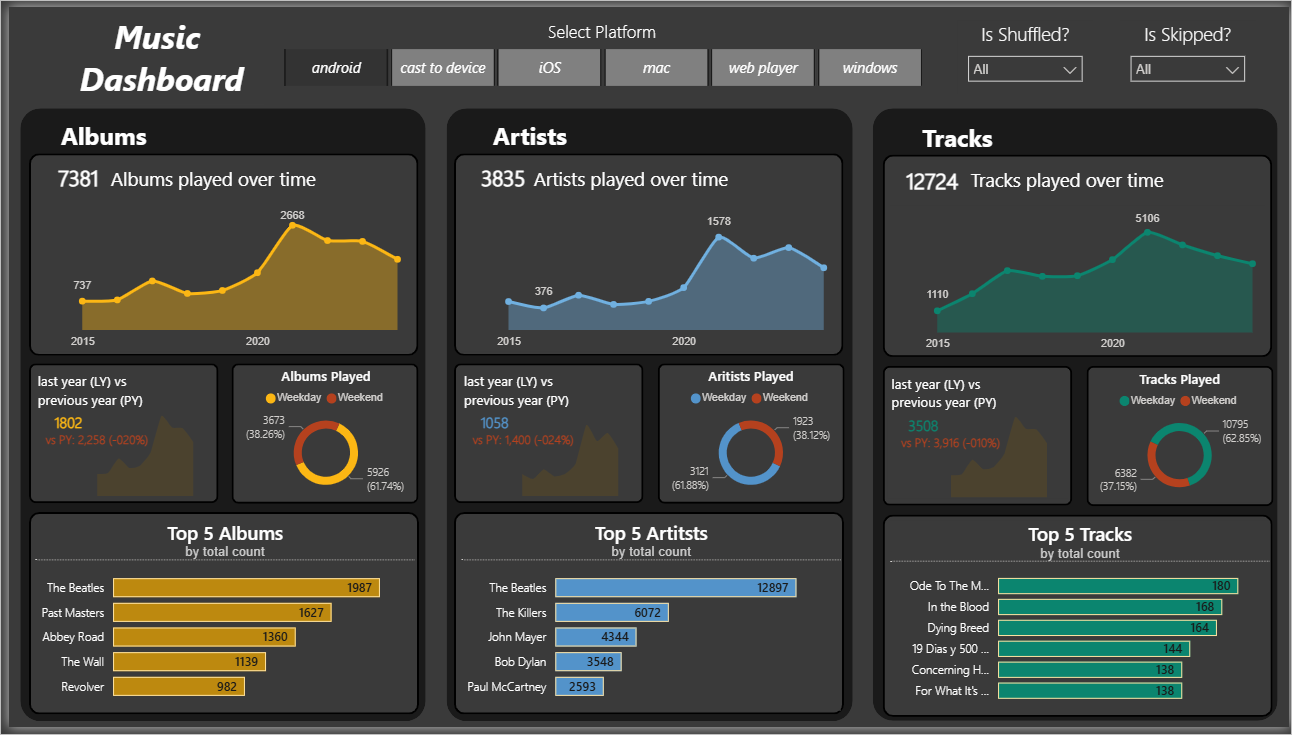 Music
Dashboard
Select Platform
android
cast to device
iOS
mac
web player
windows
Is Shuffled?
All
Is Skipped?
All
Albums
7381 Albums played over time
2668
737
2015
2020
last year (LY) vs
previous year (PY)
1802
vs PY: 2,258 (-020%)
Albums Played
Weekday
Weekend
3673
(38.26%)
5926
(61.74%)
Top 5 Albums
by total count
The Beatles 1987
Past Masters 1627
Abbey Road 1360
The Wall 1139
Revolver 982
Artists
3835 Artists played over time
1578
376
2015
2020
last year (LY) vs
previous year (PY)
1058
vs PY: 1,400 (-024%)
Aritists Played
Weekday
Weekend
1923
(38.12%)
3121
(61.88%)
Top 5 Artitsts
by total count
The Beatles 12897
The Killers 6072
John Mayer 4344
Bob Dylan 3548
Paul McCartney 2593
Tracks
12724 Tracks played over time
5106
1110
2015
2020
last year (LY) vs
previous year (PY)
3508
vs PY: 3,916 (-010%)
Tracks Played
Weekday
Weekend
10795
(62.85%)
6382
(37.15%)
Top 5 Tracks
by total count
Ode To The M... 180
In the Blood 168
Dying Breed 164
19 Dias y 500 ... 144
Concerning H... 138
For What It's ... 138